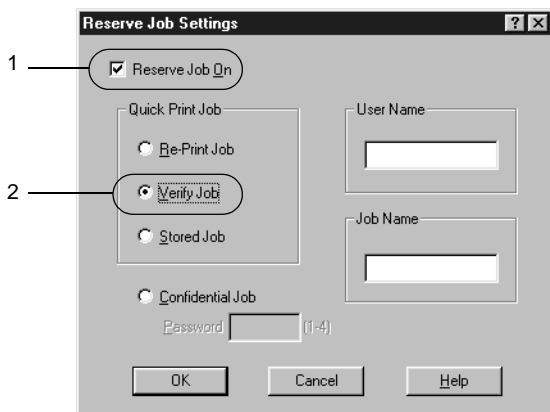 Reserve Job Settings
1
Reserve Job On
Quick Print Job
Re-Print Job
2
Verify Job
Stored Job
User Name
Job Name
Confidential Job
Password (1-4)
OK Cancel Help